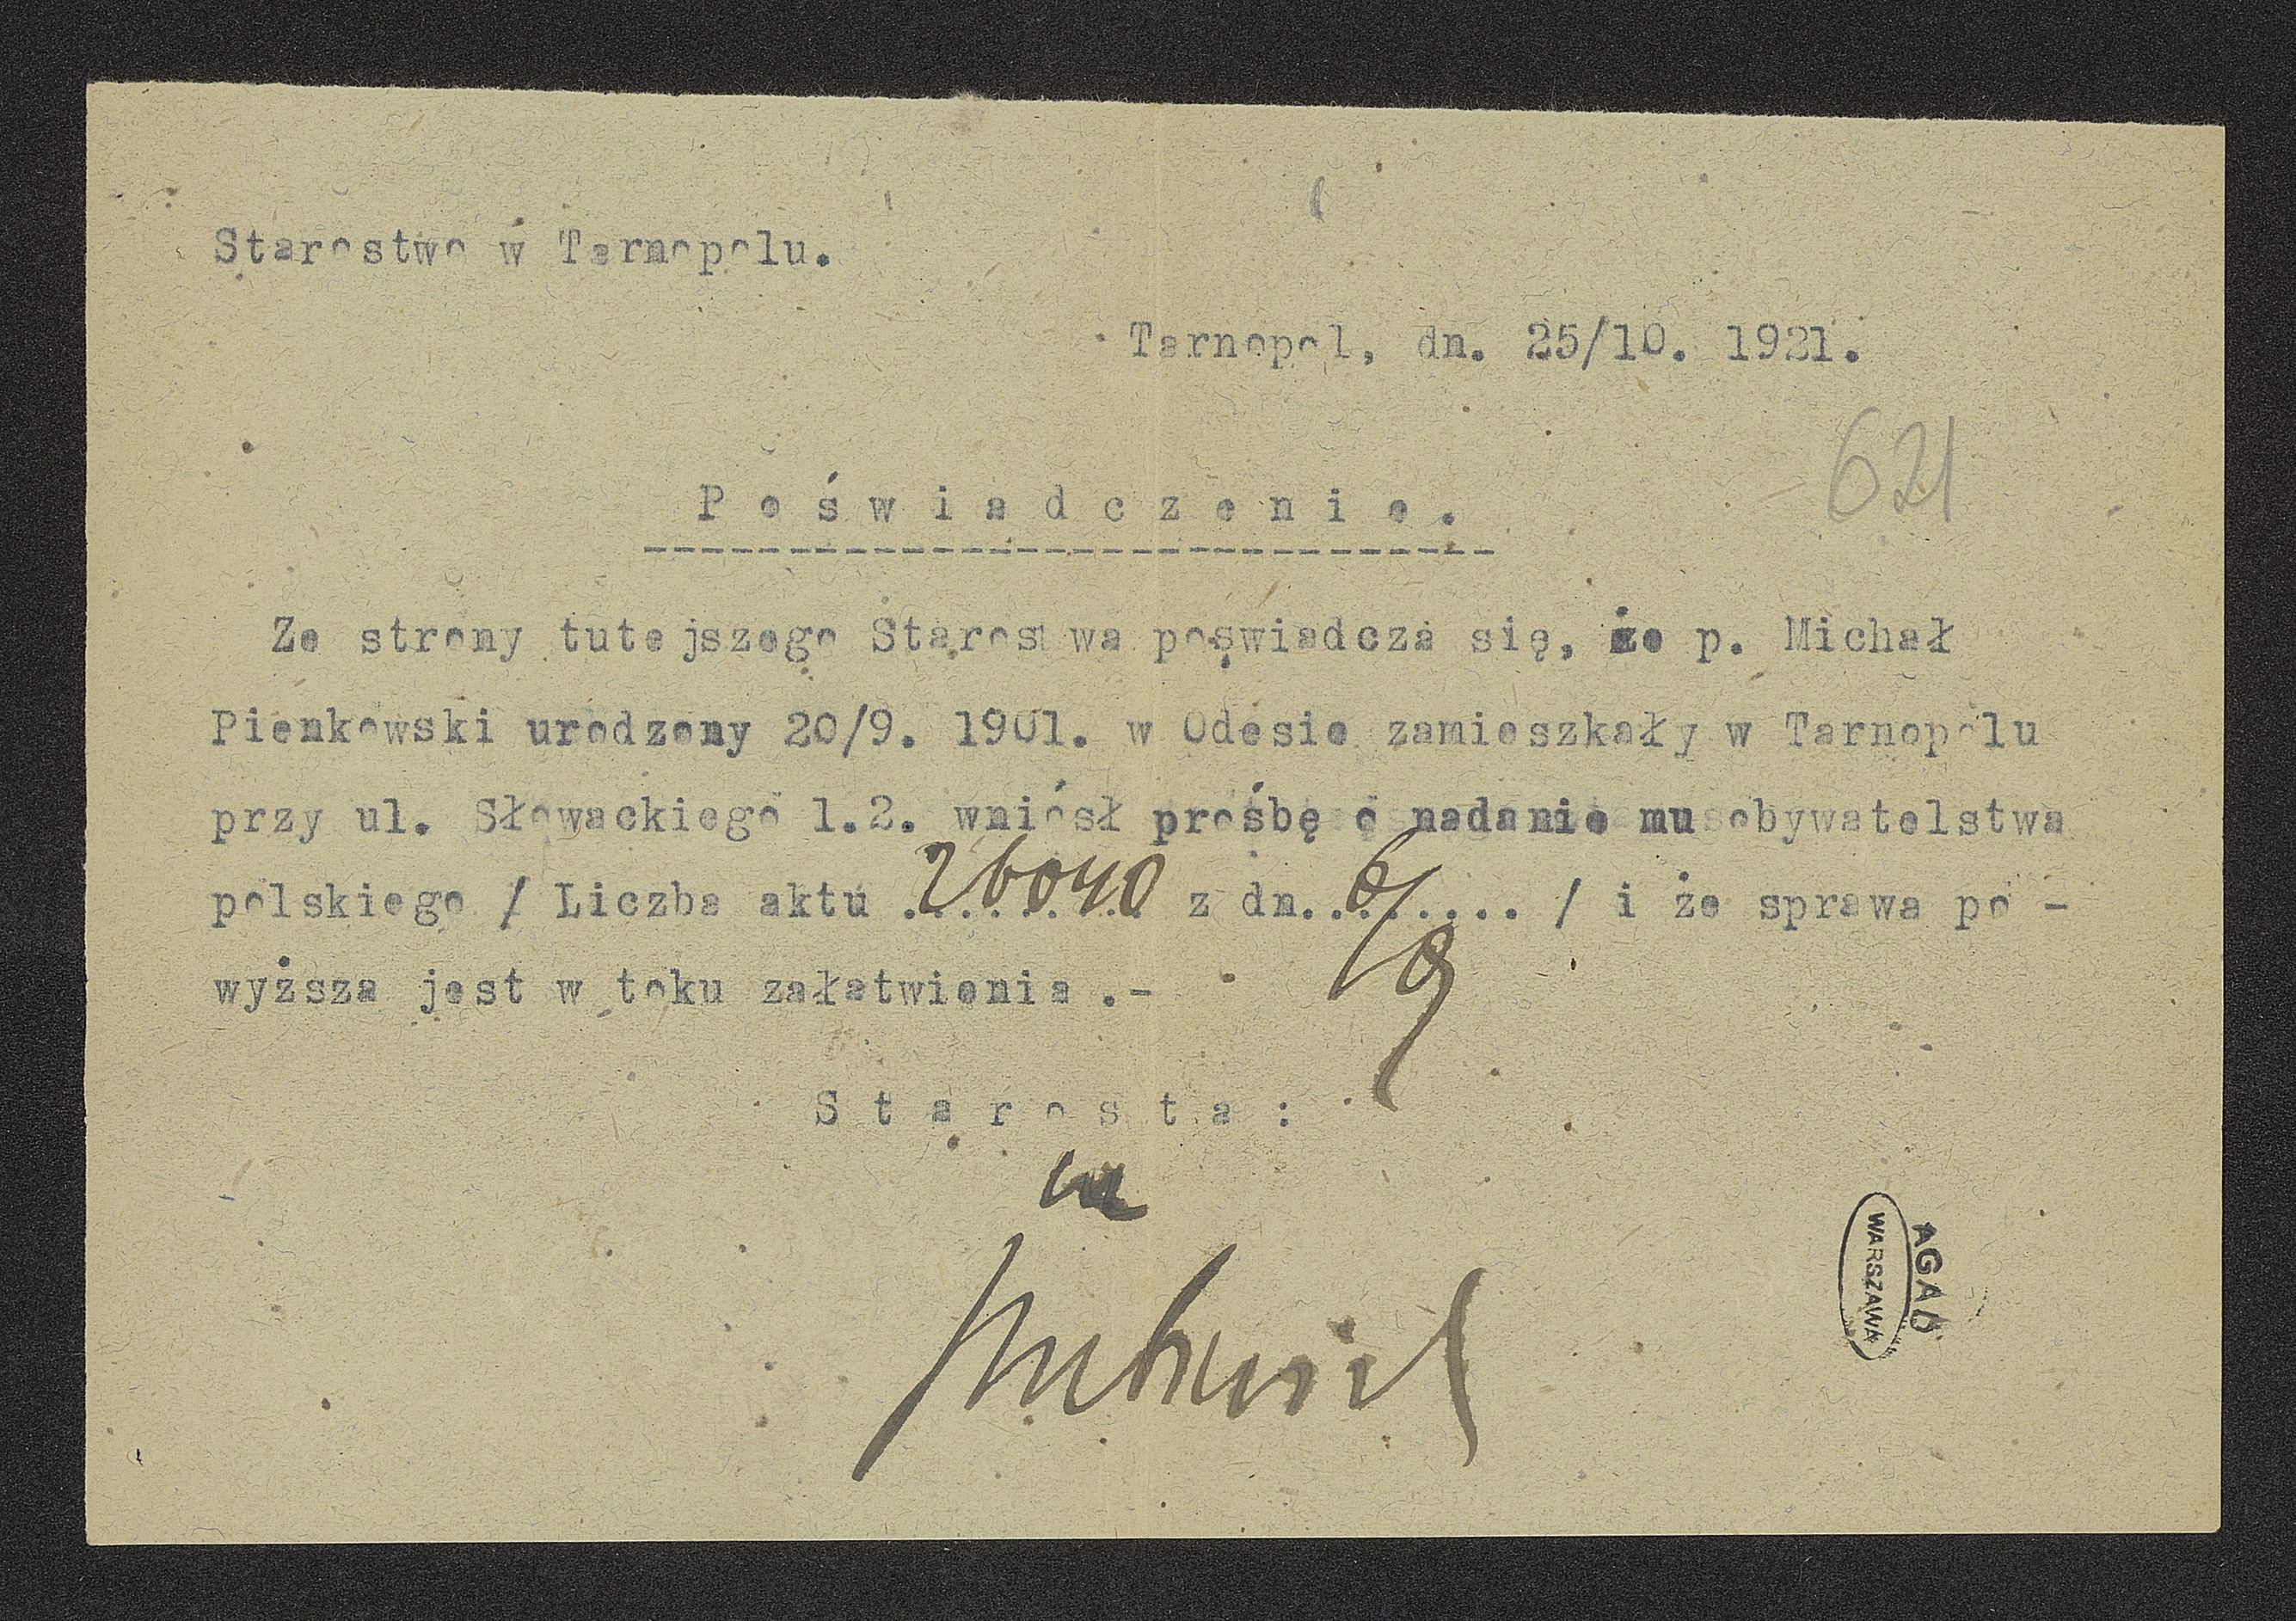 Starostwo w Tarnopolu.
Tarnopol, dn. 25/10. 1921.
621
Poświadczenie.
Ze strony tutejszego Starostwa poświadcza się, że p. Michał
Pienkowski urodzony 20/9. 1901. w Odesie zamieszkały w Tarnopolu
przy ul. Słowackiego l.2. wniósł prośbę o nadanie mu obywatelstwa
polskiego / Liczba aktu 26040 z dn. 6/9 / i że sprawa po -
wyższa jest w toku załatwienia .-
Starosta:
AGAD
WARSZAWA